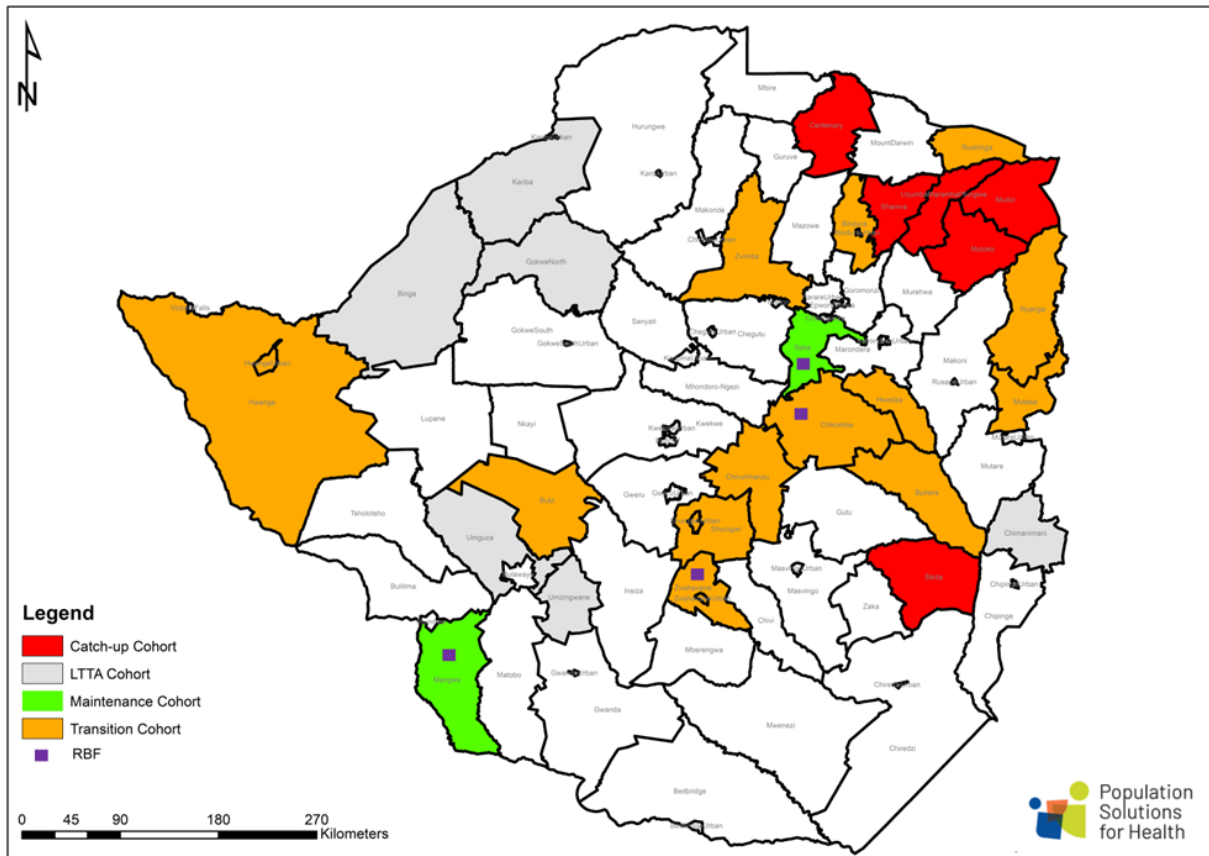 N
Mbire
Centenary
Hurungwe
MountDarwin
Rushinga
Guruve
Kariba
Makonde
Shamva
Mudzi
Mazowe
Mutoko
Zvimba
GokweNorth
Binga
Goromonzi
Murehwa
Nyanga
Sanyati
GokweSouth
Chegutu
Seke
Marondera
Makoni
Hwange
Mhondoro-Ngezi
Hwedza
Mutasa
Lupane
Nkayi
Kwekwe
Chikomba
Mutare
Chirumhanzu
Buhera
Bubi
Gweru
Tsholotsho
Gutu
Umguza
Shurugwi
Chimanimani
Bulilima
Insiza
Zvishavane
Masvingo
Bikita
Umzingwane
Zaka
Chipinge
Chivi
Mberengwa
Mangwe
Matobo
Gwanda
Mwenezi
Chiredzi
Beitbridge
Legend
Catch-up Cohort
LTTA Cohort
Maintenance Cohort
Transition Cohort
RBF
0 45 90 180 270
Kilometers
Population
Solutions
for Health